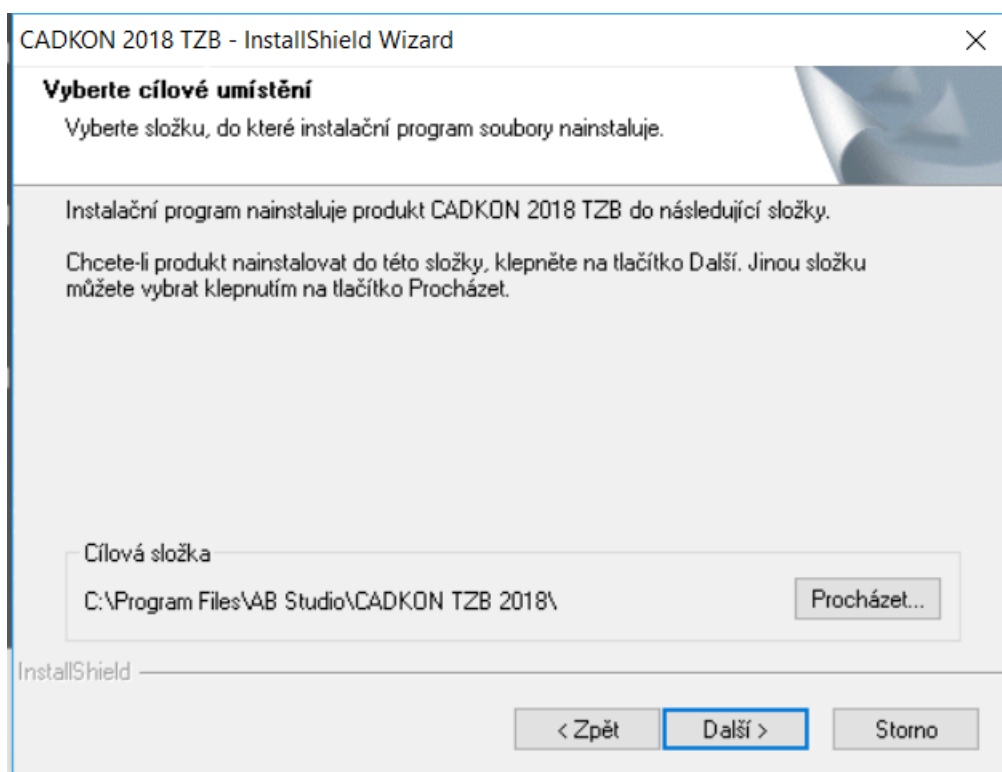 CADKON 2018 TZB - InstallShield Wizard
Vyberte cílové umístění
Vyberte složku, do které instalační program soubory nainstaluje.
Instalační program nainstaluje produkt CADKON 2018 TZB do následující složky.
Chcete-li produkt nainstalovat do této složky, klepněte na tlačítko Další. Jinou složku
můžete vybrat klepnutím na tlačítko Procházet.
Cílová složka
C:\Program Files\AB Studio\CADKON TZB 2018\
Procházet...
InstallShield
< Zpět
Další >
Storno